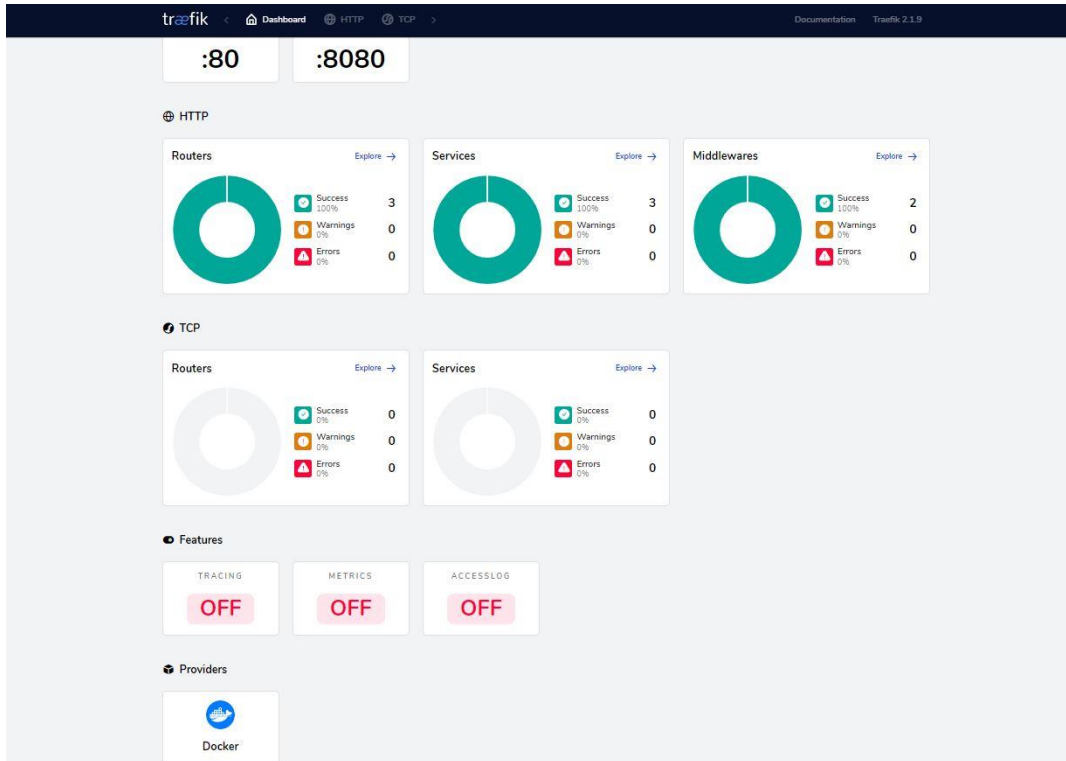 træfik < Dashboard HTTP TCP > Documentation Traefik 2.1.9
:80 :8080
HTTP
Routers Explore →
Success 3
100%
Warnings 0
0%
Errors 0
0%
Services Explore →
Success 3
100%
Warnings 0
0%
Errors 0
0%
Middlewares Explore →
Success 2
100%
Warnings 0
0%
Errors 0
0%
TCP
Routers Explore →
Success 0
0%
Warnings 0
0%
Errors 0
0%
Services Explore →
Success 0
0%
Warnings 0
0%
Errors 0
0%
Features
TRACING
OFF
METRICS
OFF
ACCESSLOG
OFF
Providers
Docker